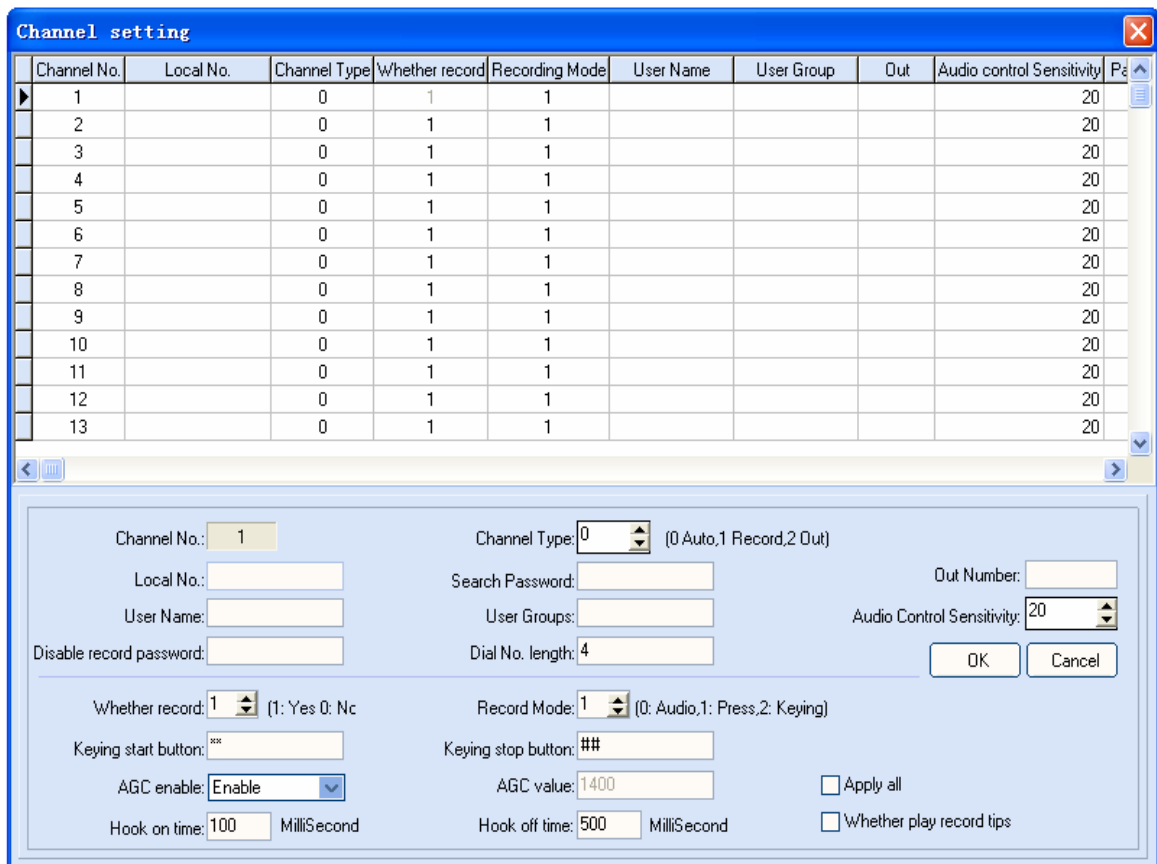 Channel setting
Channel No. Local No. Channel Type Whether record Recording Mode User Name User Group Out Audio control Sensitivity Pa
1 0 1 1 20
2 0 1 1 20
3 0 1 1 20
4 0 1 1 20
5 0 1 1 20
6 0 1 1 20
7 0 1 1 20
8 0 1 1 20
9 0 1 1 20
10 0 1 1 20
11 0 1 1 20
12 0 1 1 20
13 0 1 1 20
Channel No.: 1 Channel Type: 0 (0 Auto,1 Record,2 Out)
Local No.: Search Password: Out Number:
User Name: User Groups: Audio Control Sensitivity: 20
Disable record password: Dial No. length: 4 OK Cancel
Whether record: 1 (1: Yes 0: Nc Record Mode: 1 (0: Audio,1: Press,2: Keying)
Keying start button: ** Keying stop button: ##
AGC enable: Enable AGC value: 1400 Apply all
Hook on time: 100 MilliSecond Hook off time: 500 MilliSecond Whether play record tips